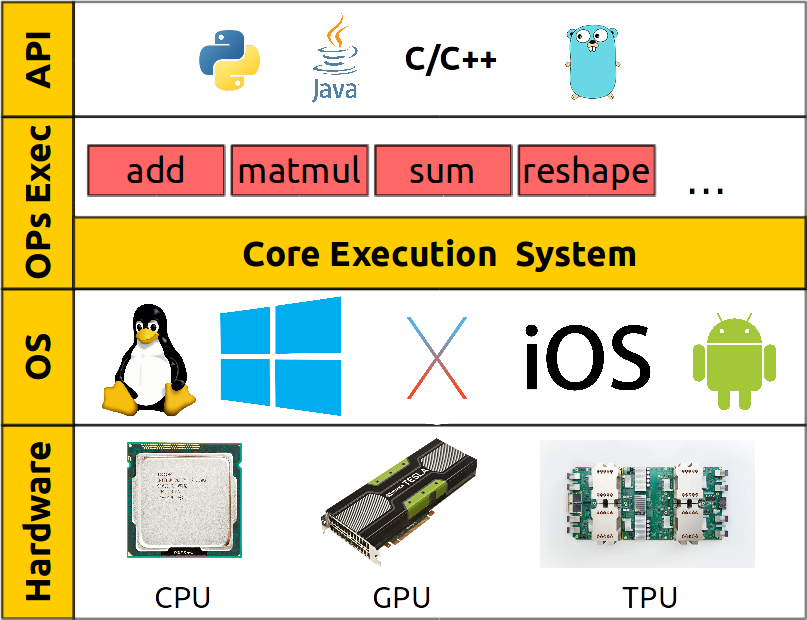 API
Java
C/C++
OPs Exec
add
matmul
sum
reshape
...
Core Execution System
OS
iOS
Hardware
TESLA
CPU
GPU
TPU